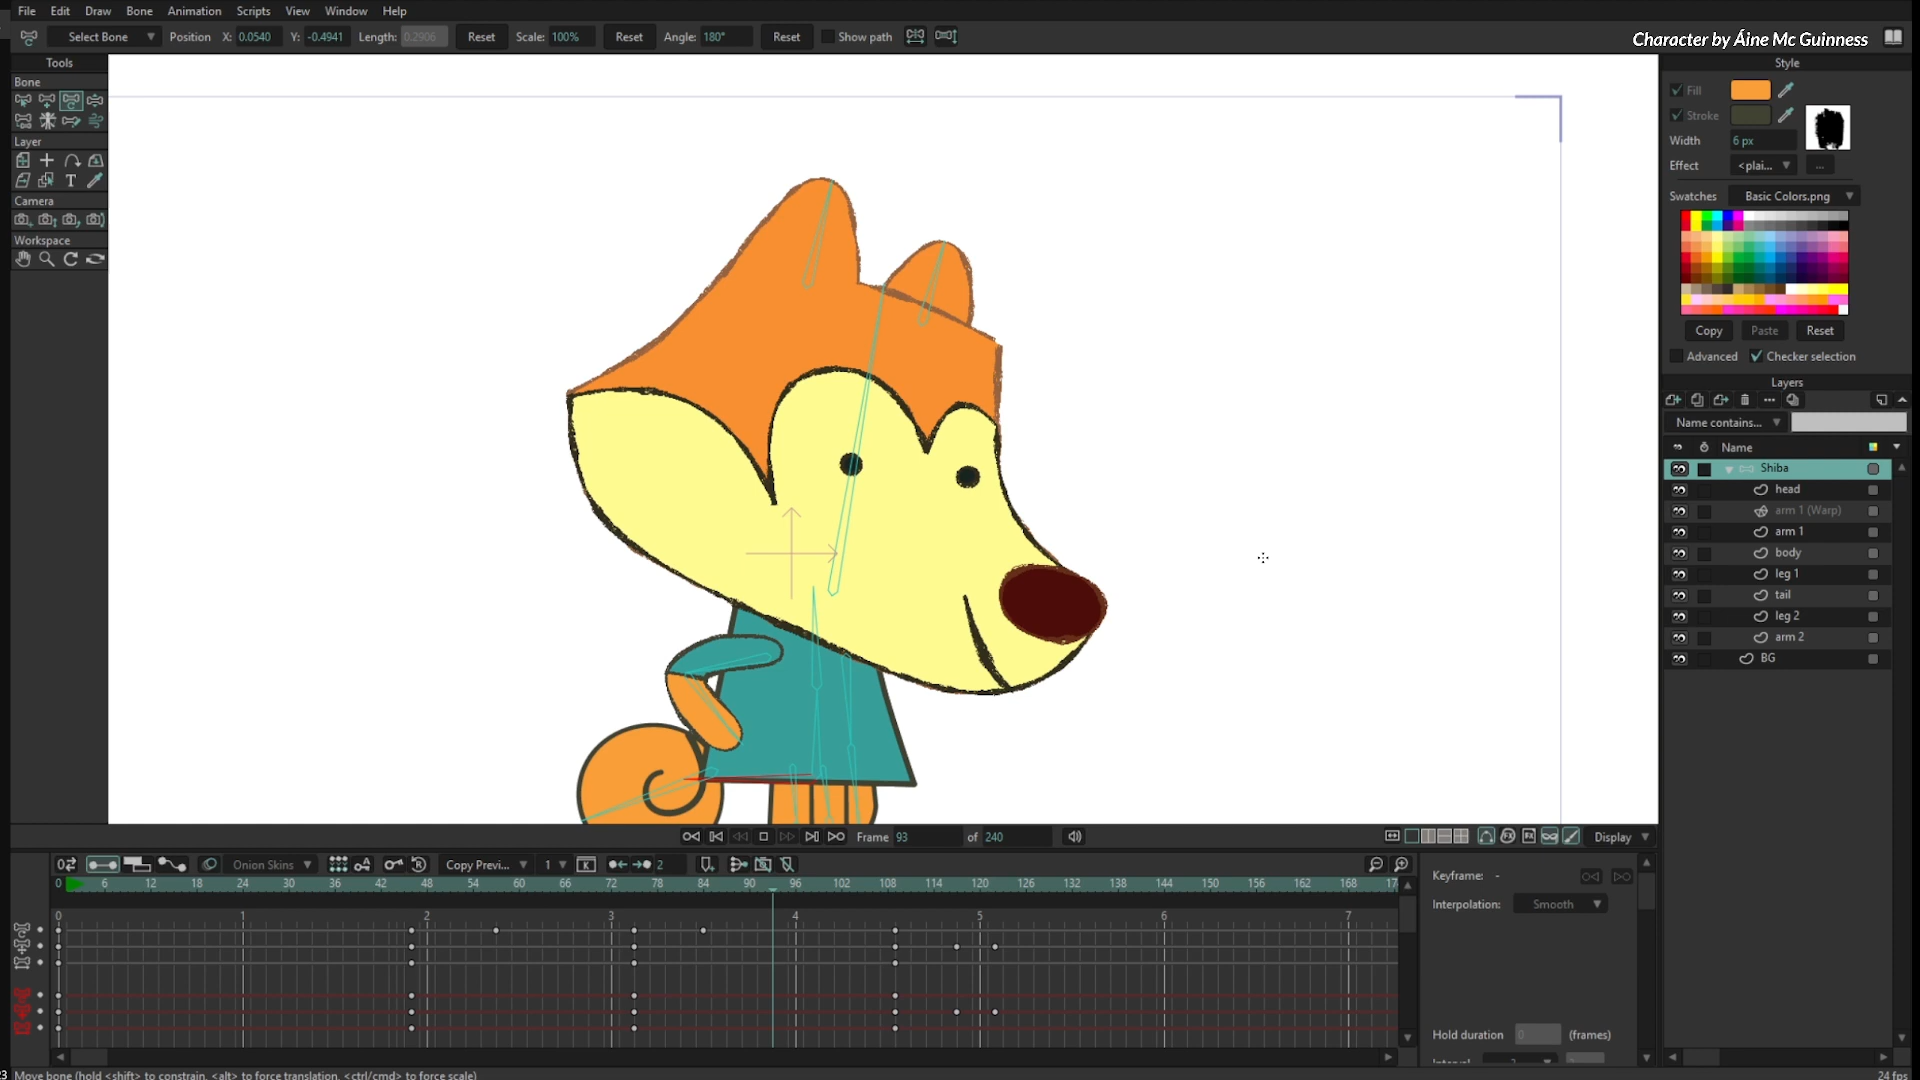 File Edit Draw Bone Animation Scripts View Window Help
Select Bone Position X: 0.0540 Y: -0.4941 Length: 0.2906 Reset Scale: 100% Reset Angle: 180° Reset Show path
Character by Áine Mc Guinness
Tools
Bone
Layer
T
Camera
Workspace
Style
Fill
Stroke
Width 6 px
Effect <plai... ...
Swatches Basic Colors.png
Copy Paste Reset
Advanced Checker selection
Layers
Name contains...
Name
Shiba
head
arm 1 (Warp)
arm 1
body
leg 1
tail
leg 2
arm 2
BG
Frame 93 of 240
Display
Onion Skins Copy Previ... 1 K 2
0 6 12 18 24 30 36 42 48 54 60 66 72 78 84 90 96 102 108 114 120 126 132 138 144 150 156 162 168 17
0 1 2 3 4 5 6 7
Keyframe: -
Interpolation: Smooth
Hold duration 0 (frames)
Move bone (hold <shift> to constrain, <alt> to force translation, <ctrl/cmd> to force scale)
24 fps